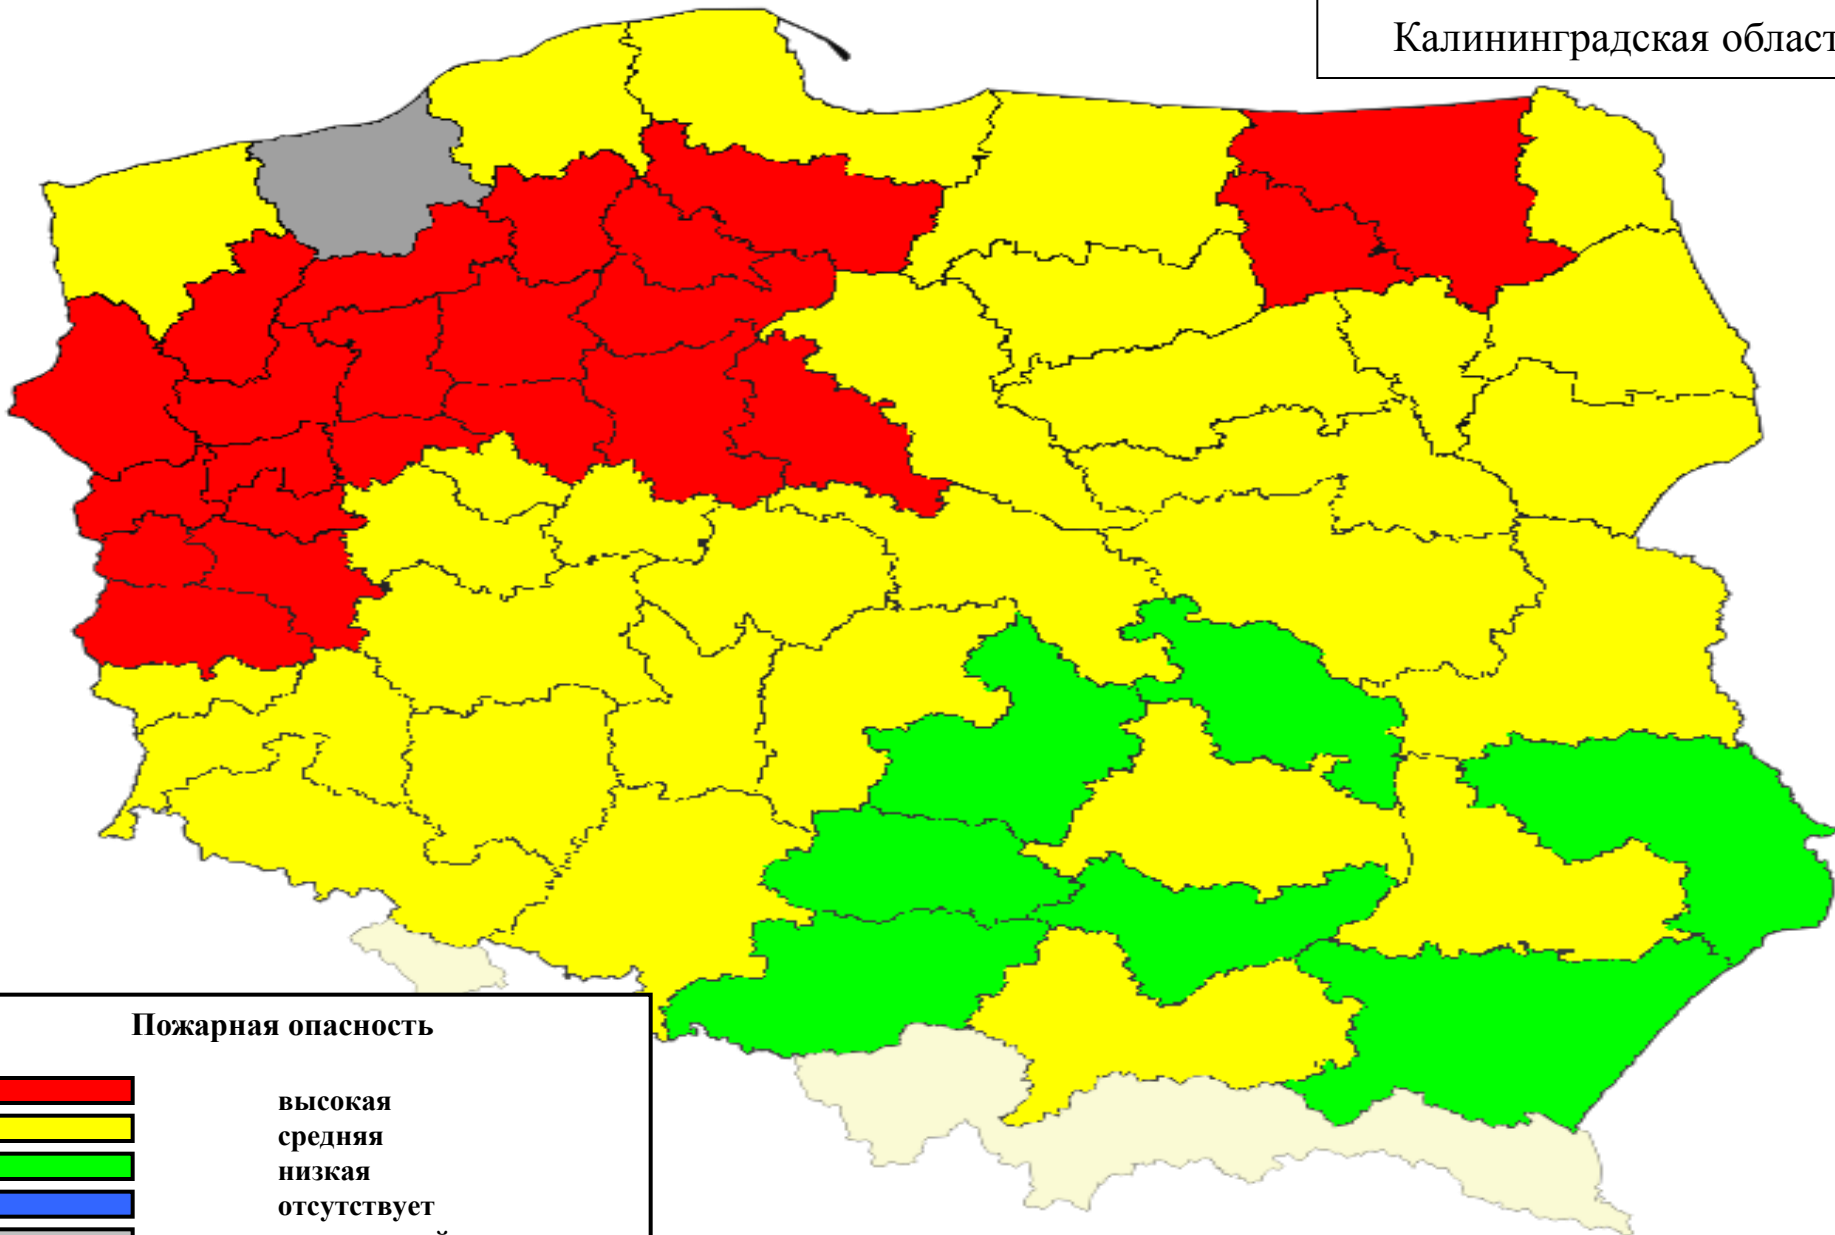 Калининградская област
Пожарная опасность
высокая
средняя
низкая
отсутствует